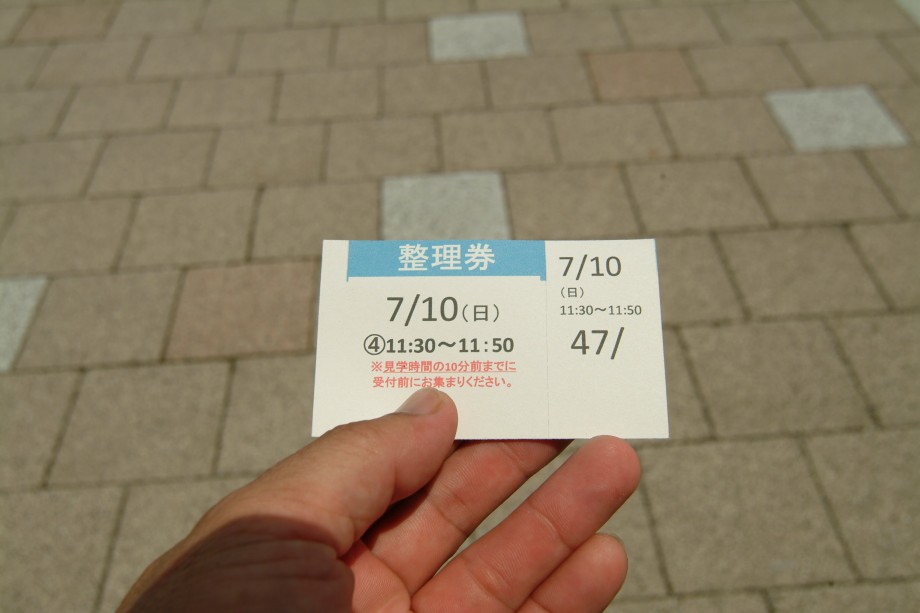 整理券
7/10(日)
④11:30～11:50
※見学時間の10分前までに
受付前にお集まりください。
7/10
(日)
11:30～11:50
47/